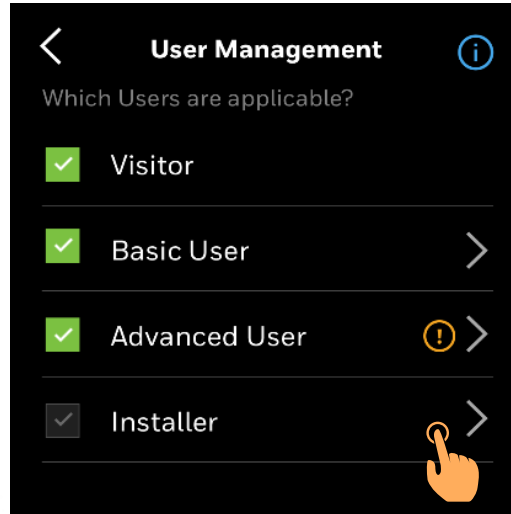 User Management
Which Users are applicable?
Visitor
Basic User
Advanced User
Installer